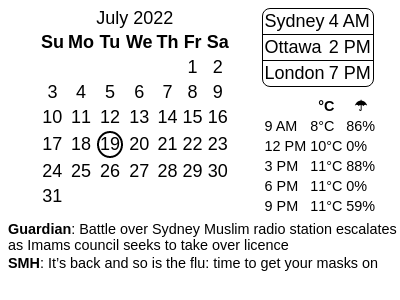 July 2022
Su Mo Tu We Th Fr Sa
1 2
3 4 5 6 7 8 9
10 11 12 13 14 15 16
17 18 19 20 21 22 23
24 25 26 27 28 29 30
31
Sydney 4 AM
Ottawa 2 PM
London 7 PM
°C ☂
9 AM 8°C 86%
12 PM 10°C 0%
3 PM 11°C 88%
6 PM 11°C 0%
9 PM 11°C 59%
Guardian: Battle over Sydney Muslim radio station escalates
as Imams council seeks to take over licence
SMH: It’s back and so is the flu: time to get your masks on